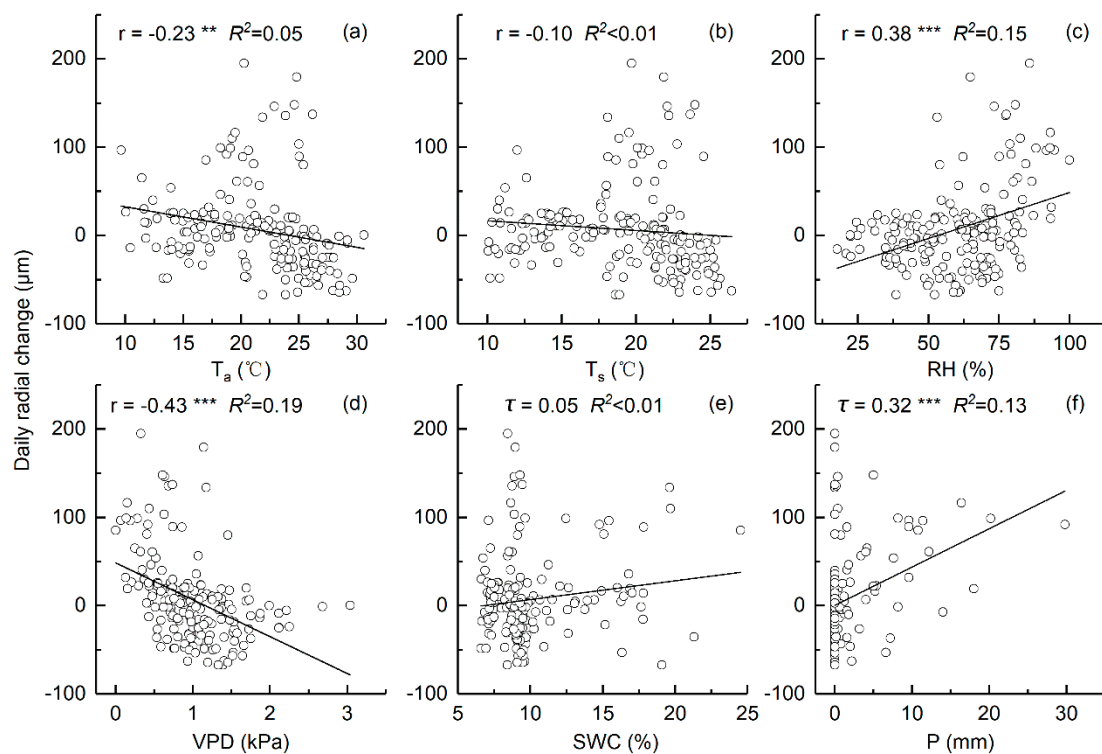 r = -0.23 ** R²=0.05 (a)
r = -0.10 R²<0.01 (b)
r = 0.38 *** R²=0.15 (c)
200
100
0
-100
200
100
0
-100
200
100
0
-100
10 15 20 25 30
10 15 20 25
25 50 75 100
Tₐ (℃)
Tₛ (℃)
RH (%)
Daily radial change (µm)
r = -0.43 *** R²=0.19 (d)
τ = 0.05 R²<0.01 (e)
τ = 0.32 *** R²=0.13 (f)
200
100
0
-100
200
100
0
-100
200
100
0
-100
0 1 2 3
5 10 15 20 25
0 10 20 30
VPD (kPa)
SWC (%)
P (mm)